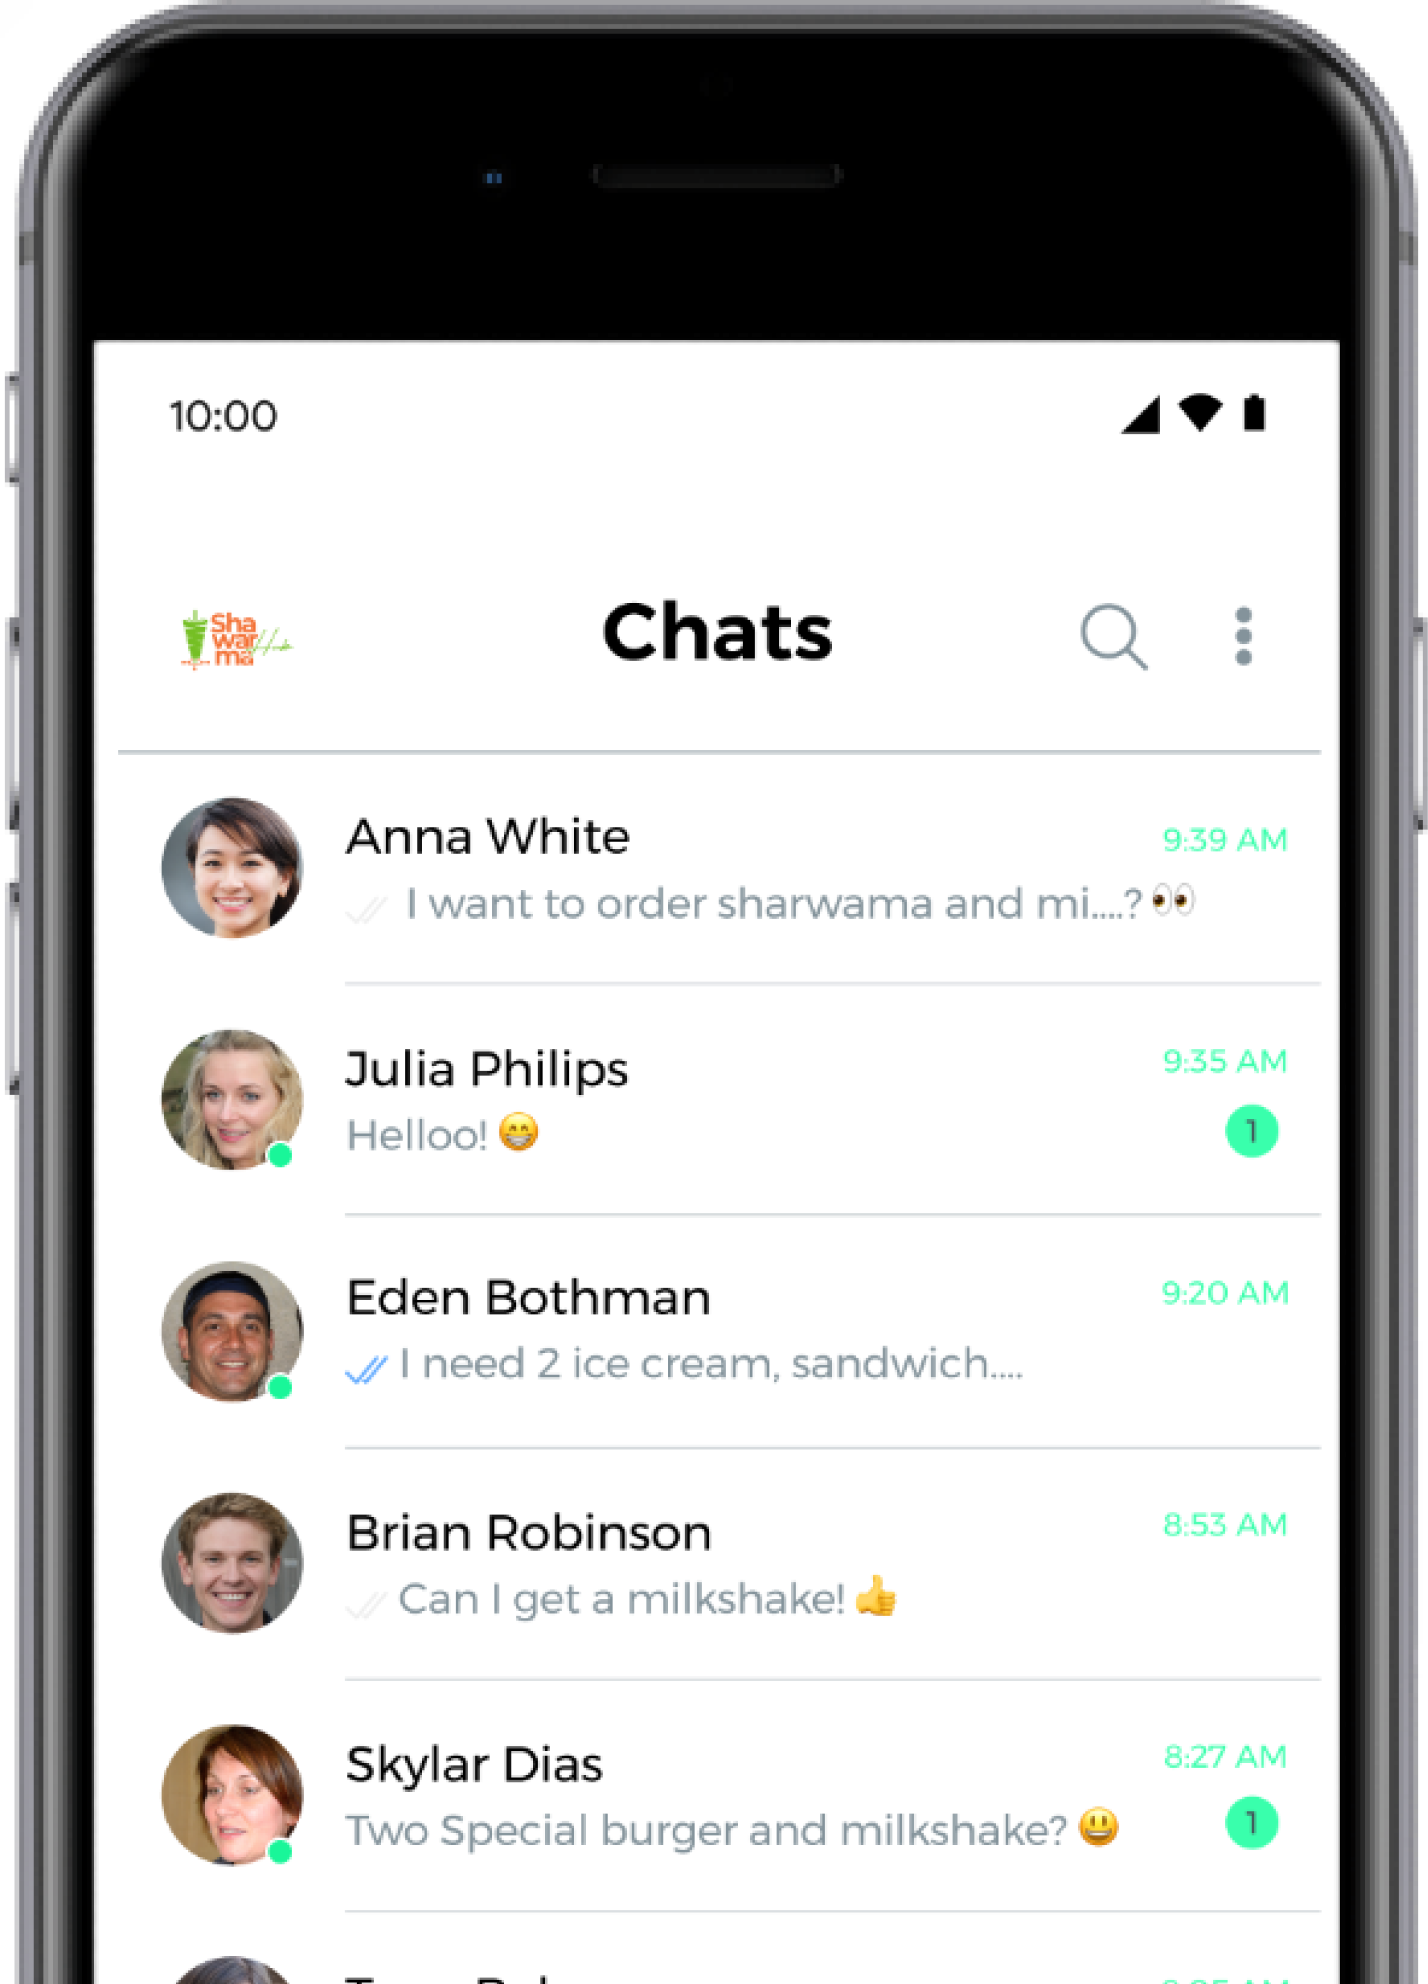 10:00
Sha
war
ma
Chats
Anna White
9:39 AM
I want to order sharwama and mi....? 👀
Julia Philips
9:35 AM
Helloo! 😁
1
Eden Bothman
9:20 AM
I need 2 ice cream, sandwich....
Brian Robinson
8:53 AM
Can I get a milkshake! 👍
Skylar Dias
8:27 AM
Two Special burger and milkshake? 😃
1